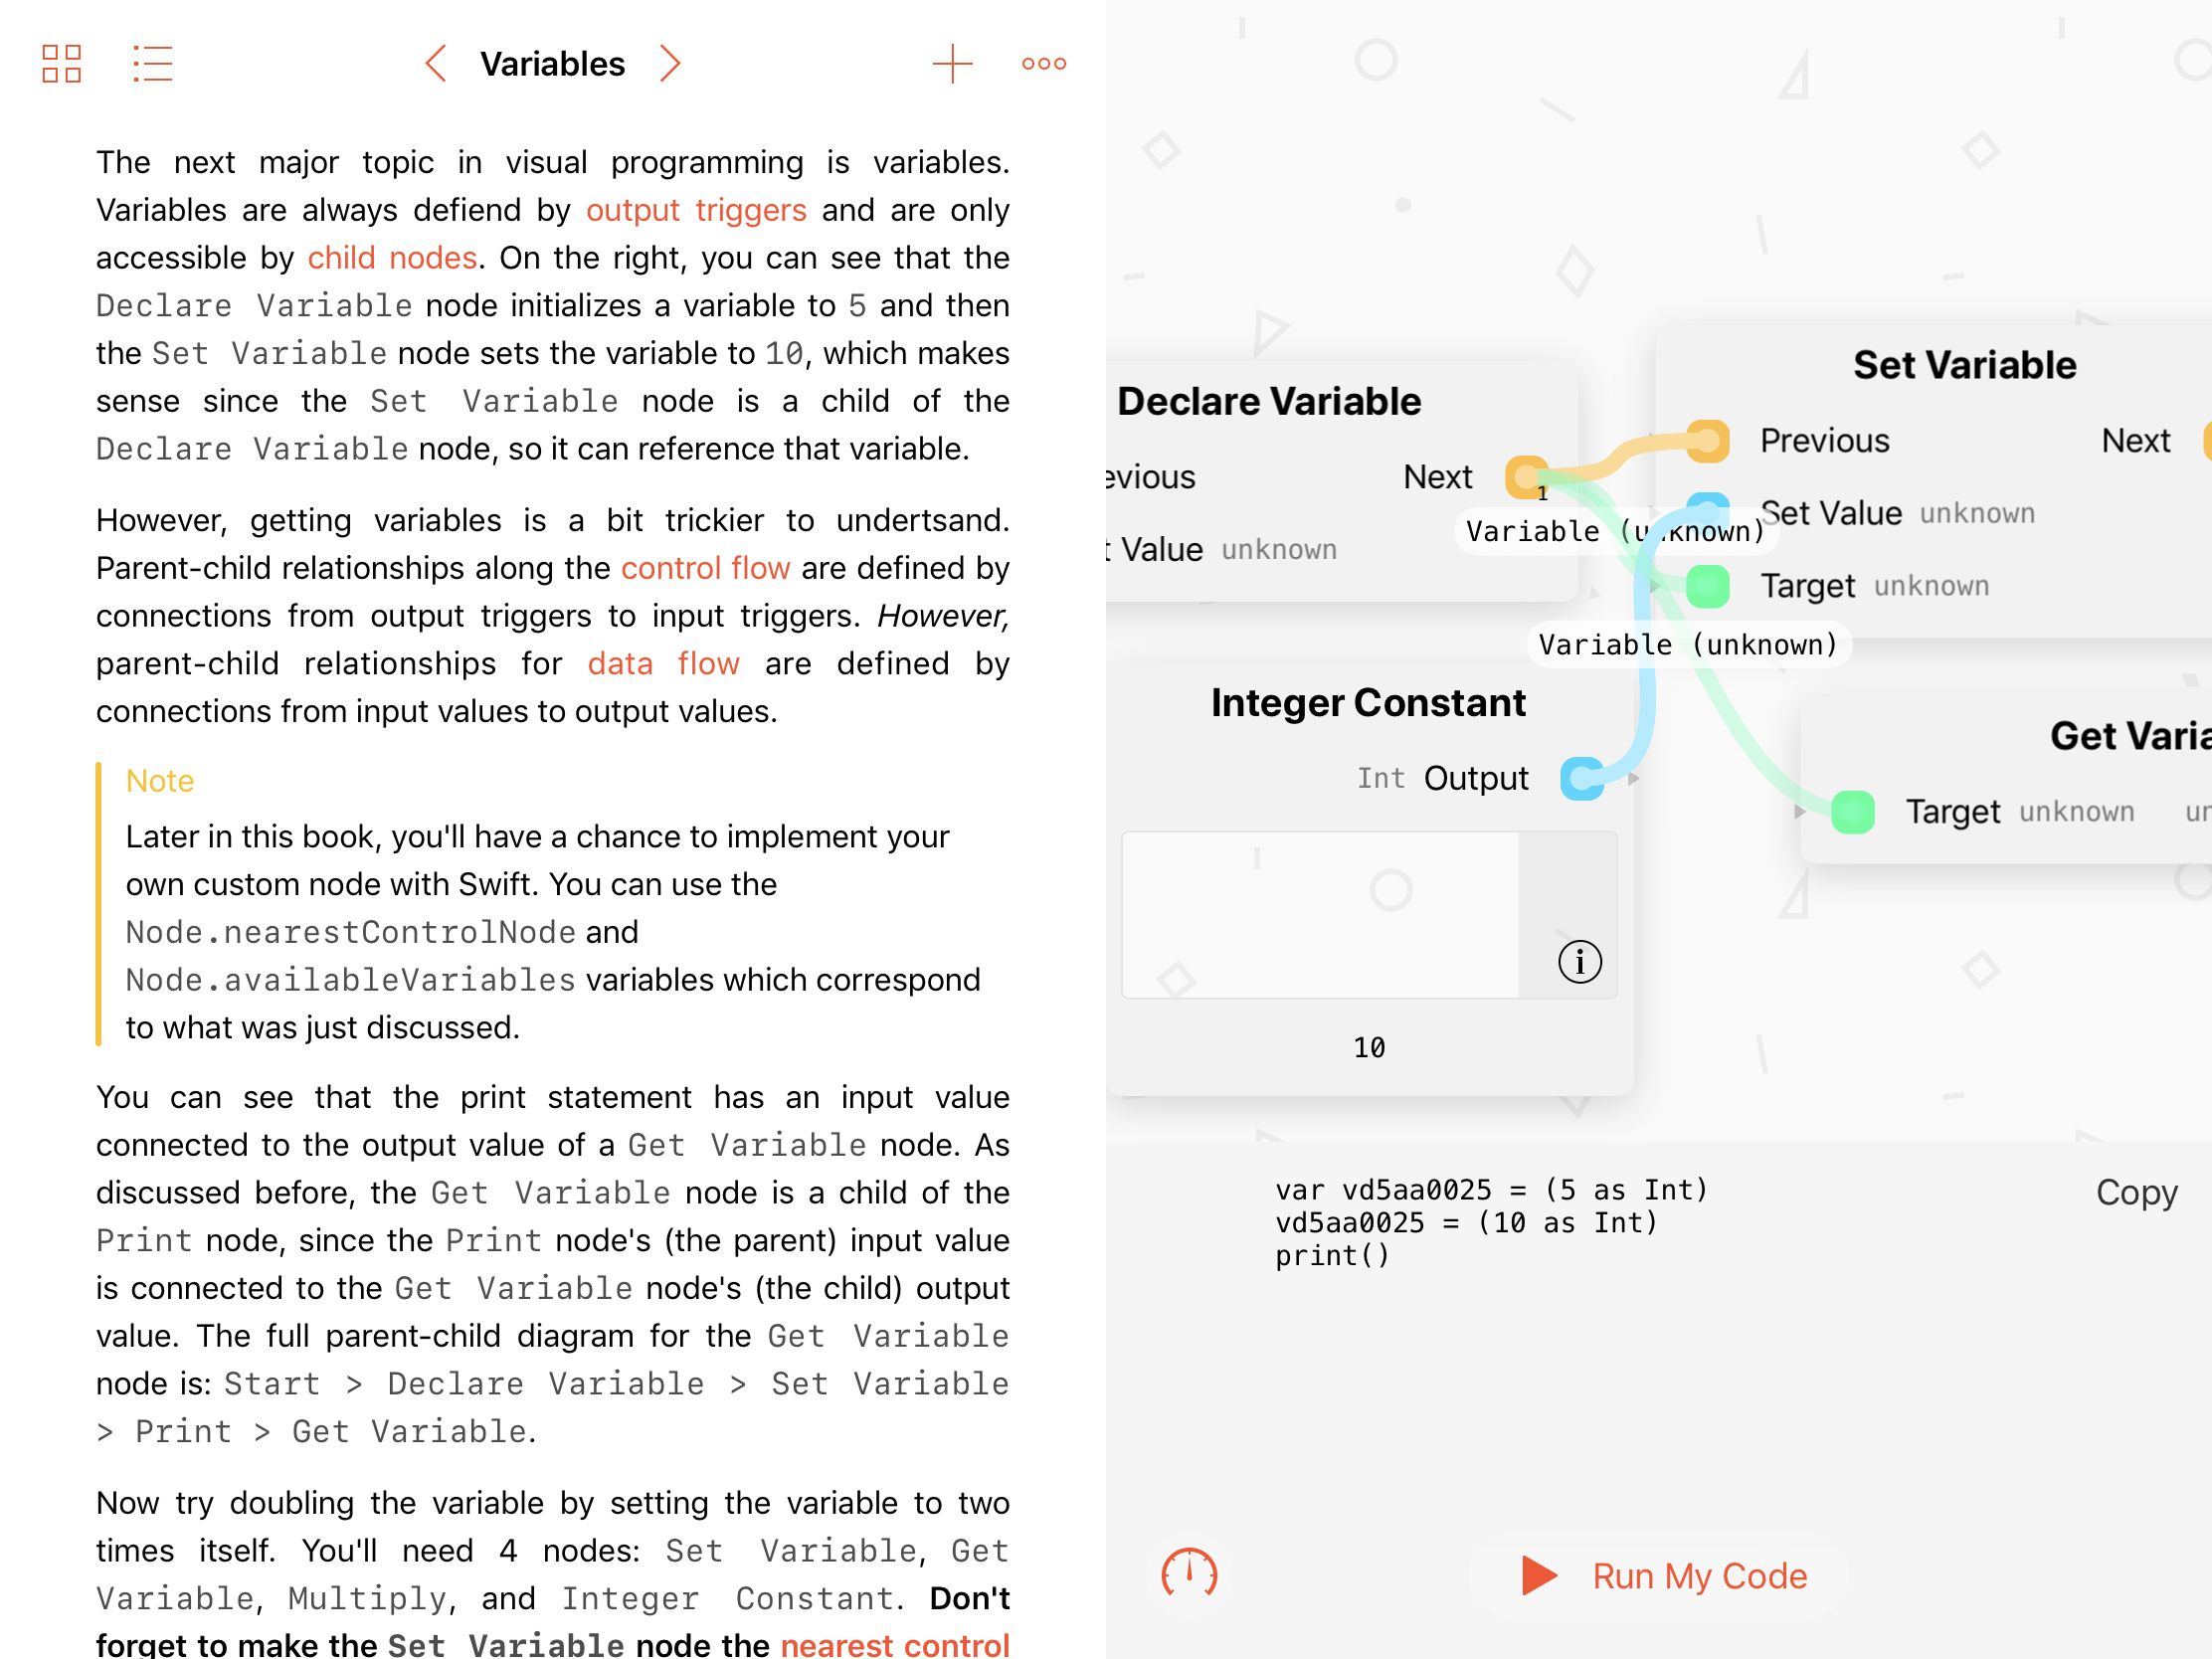 Variables
The next major topic in visual programming is variables.
Variables are always defiend by output triggers and are only
accessible by child nodes. On the right, you can see that the
Declare Variable node initializes a variable to 5 and then
the Set Variable node sets the variable to 10, which makes
sense since the Set Variable node is a child of the
Declare Variable node, so it can reference that variable.
However, getting variables is a bit trickier to undertsand.
Parent-child relationships along the control flow are defined by
connections from output triggers to input triggers. However,
parent-child relationships for data flow are defined by
connections from input values to output values.
Note
Later in this book, you'll have a chance to implement your
own custom node with Swift. You can use the
Node.nearestControlNode and
Node.availableVariables variables which correspond
to what was just discussed.
You can see that the print statement has an input value
connected to the output value of a Get Variable node. As
discussed before, the Get Variable node is a child of the
Print node, since the Print node's (the parent) input value
is connected to the Get Variable node's (the child) output
value. The full parent-child diagram for the Get Variable
node is: Start > Declare Variable > Set Variable
> Print > Get Variable.
Now try doubling the variable by setting the variable to two
times itself. You'll need 4 nodes: Set Variable, Get
Variable, Multiply, and Integer Constant. Don't
forget to make the Set Variable node the nearest control
Declare Variable
evious Next
1
t Value unknown
Variable (unknown)
Set Variable
Previous Next
Set Value unknown
Target unknown
Variable (unknown)
Integer Constant
Int Output
i
10
Get Varia
Target unknown un
var vd5aa0025 = (5 as Int)
vd5aa0025 = (10 as Int)
print()
Copy
Run My Code